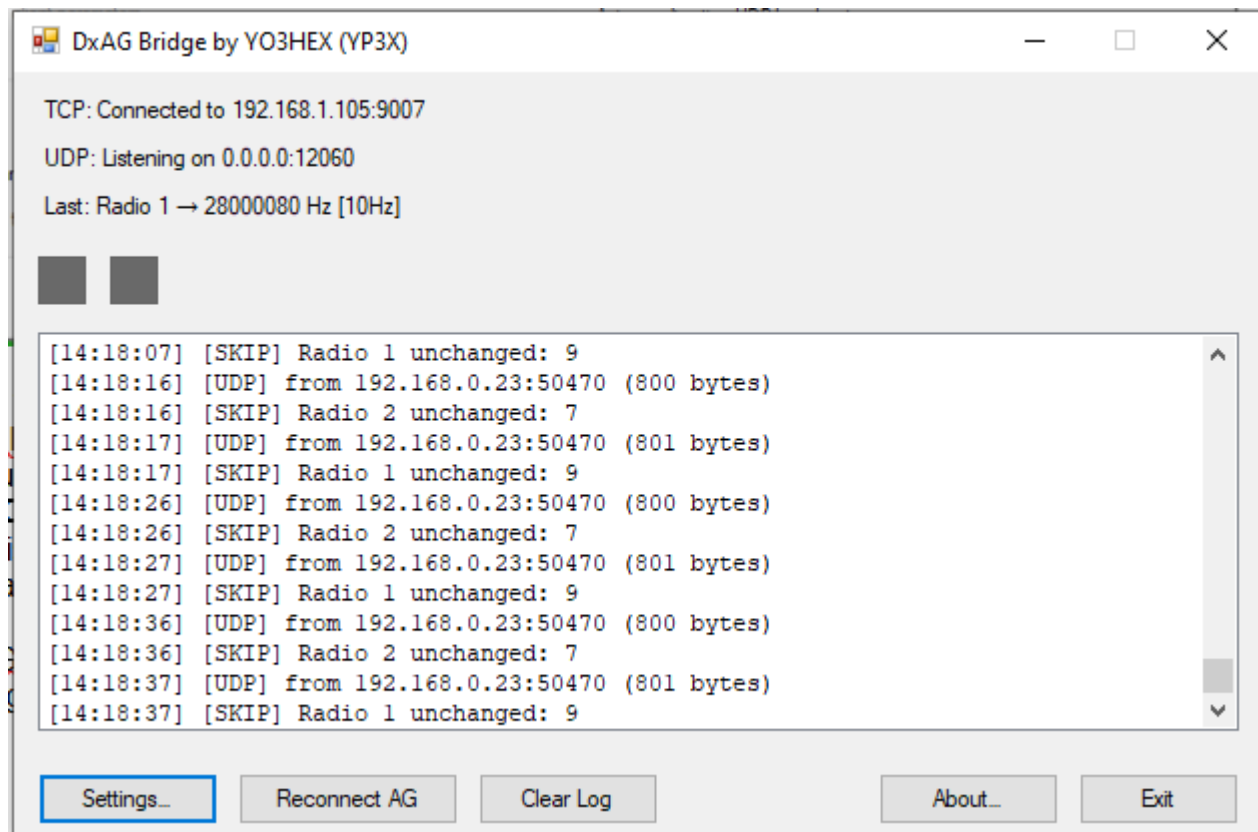 DxAG Bridge by YO3HEX (YP3X)
TCP: Connected to 192.168.1.105:9007
UDP: Listening on 0.0.0.0:12060
Last: Radio 1 → 28000080 Hz [10Hz]
[14:18:07] [SKIP] Radio 1 unchanged: 9
[14:18:16] [UDP] from 192.168.0.23:50470 (800 bytes)
[14:18:16] [SKIP] Radio 2 unchanged: 7
[14:18:17] [UDP] from 192.168.0.23:50470 (801 bytes)
[14:18:17] [SKIP] Radio 1 unchanged: 9
[14:18:26] [UDP] from 192.168.0.23:50470 (800 bytes)
[14:18:26] [SKIP] Radio 2 unchanged: 7
[14:18:27] [UDP] from 192.168.0.23:50470 (801 bytes)
[14:18:27] [SKIP] Radio 1 unchanged: 9
[14:18:36] [UDP] from 192.168.0.23:50470 (800 bytes)
[14:18:36] [SKIP] Radio 2 unchanged: 7
[14:18:37] [UDP] from 192.168.0.23:50470 (801 bytes)
[14:18:37] [SKIP] Radio 1 unchanged: 9
Settings... Reconnect AG Clear Log About... Exit